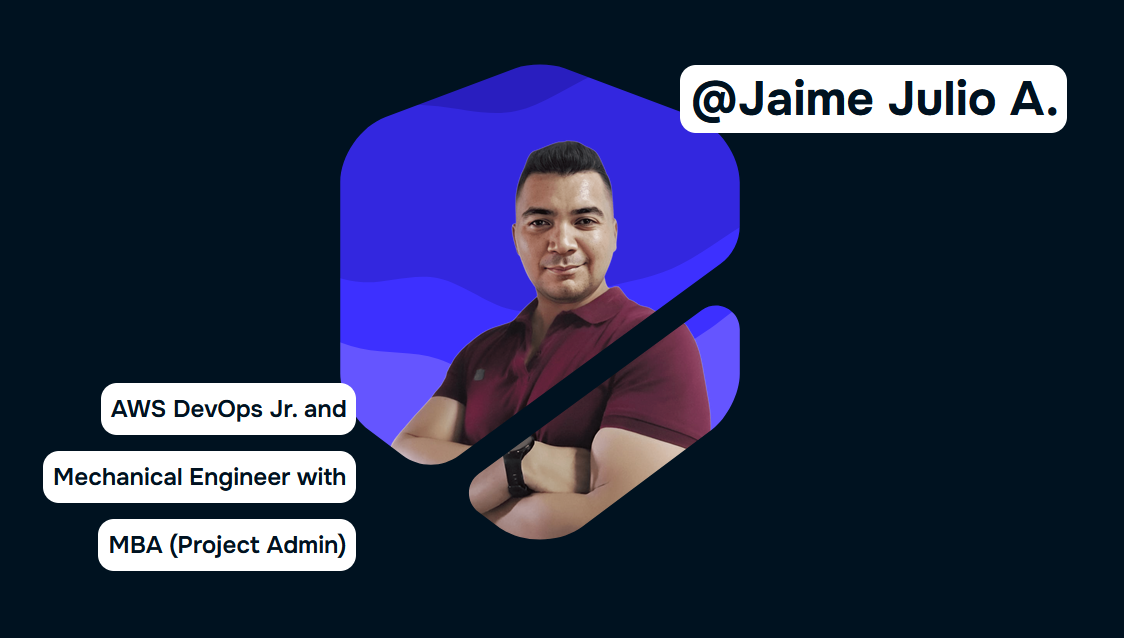 @Jaime Julio A.
AWS DevOps Jr. and
Mechanical Engineer with
MBA (Project Admin)